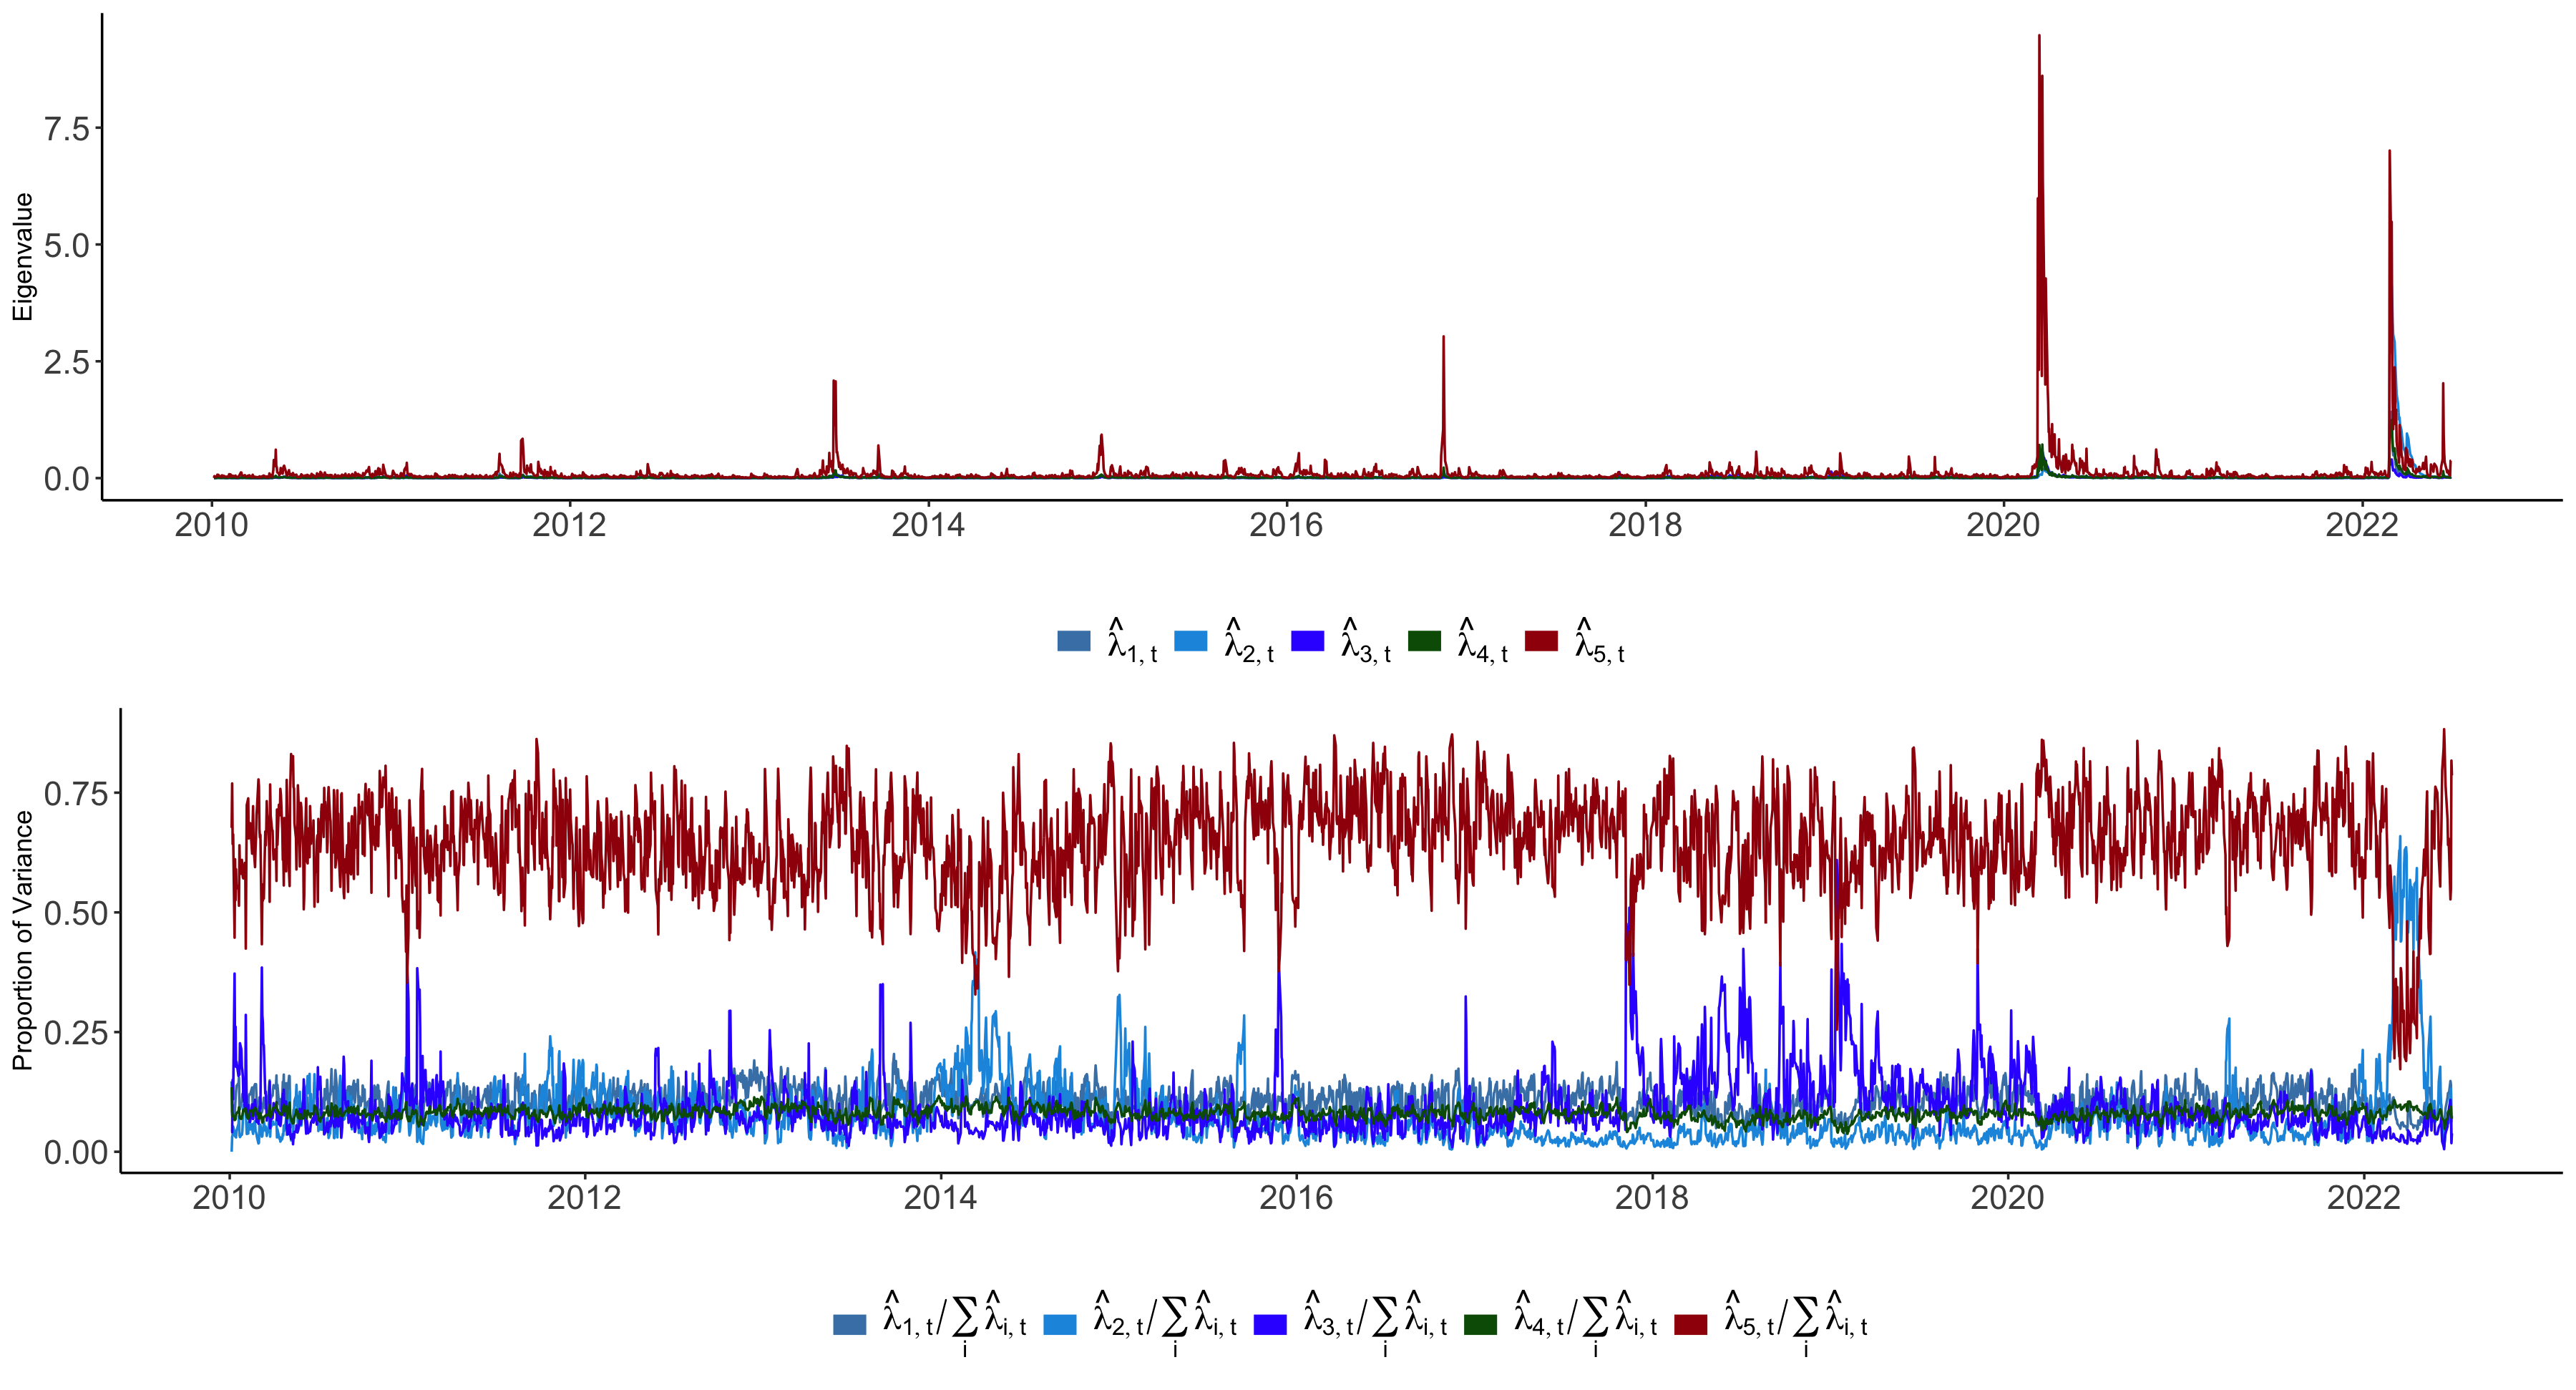 Eigenvalue
7.5
5.0
2.5
0.0
2010 2012 2014 2016 2018 2020 2022
λ̂1, t λ̂2, t λ̂3, t λ̂4, t λ̂5, t
Proportion of Variance
0.75
0.50
0.25
0.00
2010 2012 2014 2016 2018 2020 2022
λ̂1, t/∑i λ̂i, t λ̂2, t/∑i λ̂i, t λ̂3, t/∑i λ̂i, t λ̂4, t/∑i λ̂i, t λ̂5, t/∑i λ̂i, t